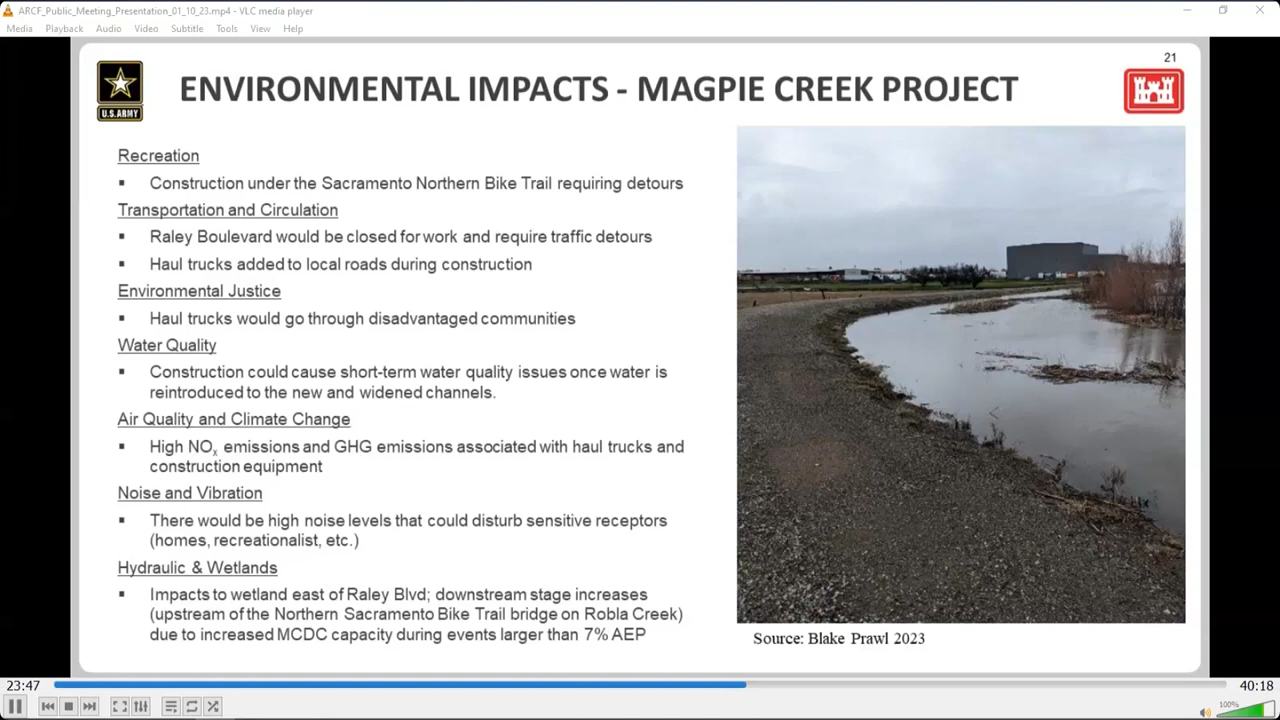 ARCF_Public_Meeting_Presentation_01_10_23.mp4 - VLC media player
Media Playback Audio Video Subtitle Tools View Help
21
U.S.ARMY
ENVIRONMENTAL IMPACTS - MAGPIE CREEK PROJECT
Recreation
▪ Construction under the Sacramento Northern Bike Trail requiring detours
Transportation and Circulation
▪ Raley Boulevard would be closed for work and require traffic detours
▪ Haul trucks added to local roads during construction
Environmental Justice
▪ Haul trucks would go through disadvantaged communities
Water Quality
▪ Construction could cause short-term water quality issues once water is
reintroduced to the new and widened channels.
Air Quality and Climate Change
▪ High NOx emissions and GHG emissions associated with haul trucks and
construction equipment
Noise and Vibration
▪ There would be high noise levels that could disturb sensitive receptors
(homes, recreationalist, etc.)
Hydraulic & Wetlands
▪ Impacts to wetland east of Raley Blvd; downstream stage increases
(upstream of the Northern Sacramento Bike Trail bridge on Robla Creek)
due to increased MCDC capacity during events larger than 7% AEP
Source: Blake Prawl 2023
23:47
40:18
100%